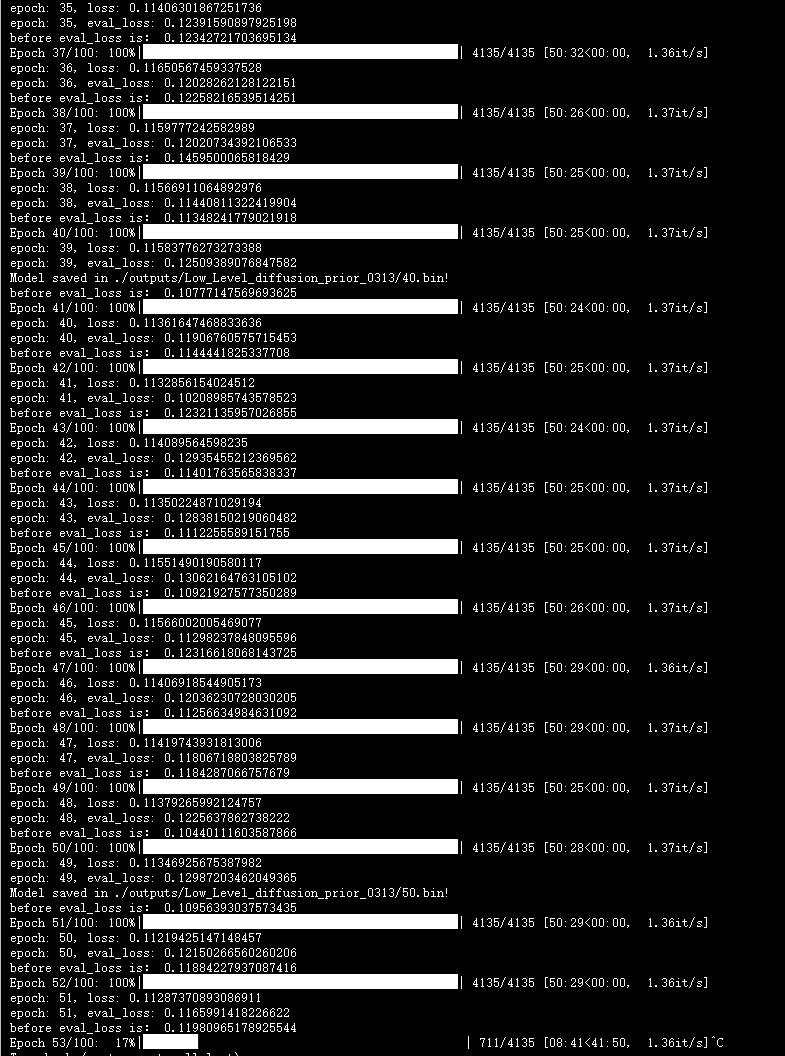 epoch: 35, loss: 0.11406301867251736
epoch: 35, eval_loss: 0.12391590897925198
before eval_loss is: 0.12342721703695134
Epoch 37/100: 100%| | 4135/4135 [50:32<00:00, 1.36it/s]
epoch: 36, loss: 0.11650567459337528
epoch: 36, eval_loss: 0.12028262128122151
before eval_loss is: 0.12258216539514251
Epoch 38/100: 100%| | 4135/4135 [50:26<00:00, 1.37it/s]
epoch: 37, loss: 0.1159777242582989
epoch: 37, eval_loss: 0.12020734392106533
before eval_loss is: 0.1459500065818429
Epoch 39/100: 100%| | 4135/4135 [50:25<00:00, 1.37it/s]
epoch: 38, loss: 0.11566911064892976
epoch: 38, eval_loss: 0.11440811322419904
before eval_loss is: 0.11348241779021918
Epoch 40/100: 100%| | 4135/4135 [50:25<00:00, 1.37it/s]
epoch: 39, loss: 0.11583776273273388
epoch: 39, eval_loss: 0.12509389076847582
Model saved in ./outputs/Low_Level_diffusion_prior_0313/40.bin!
before eval_loss is: 0.10777147569693625
Epoch 41/100: 100%| | 4135/4135 [50:24<00:00, 1.37it/s]
epoch: 40, loss: 0.11361647468833636
epoch: 40, eval_loss: 0.11906760575715453
before eval_loss is: 0.1144441825337708
Epoch 42/100: 100%| | 4135/4135 [50:24<00:00, 1.37it/s]
epoch: 41, loss: 0.1132856154024512
epoch: 41, eval_loss: 0.10208985743578523
before eval_loss is: 0.12321135957026855
Epoch 43/100: 100%| | 4135/4135 [50:24<00:00, 1.37it/s]
epoch: 42, loss: 0.114089564598235
epoch: 42, eval_loss: 0.12935455212369562
before eval_loss is: 0.11401763565838337
Epoch 44/100: 100%| | 4135/4135 [50:25<00:00, 1.37it/s]
epoch: 43, loss: 0.11350224871029194
epoch: 43, eval_loss: 0.12838150219060482
before eval_loss is: 0.1112255589151755
Epoch 45/100: 100%| | 4135/4135 [50:25<00:00, 1.37it/s]
epoch: 44, loss: 0.11551490190580117
epoch: 44, eval_loss: 0.13062164763105102
before eval_loss is: 0.10921927577350289
Epoch 46/100: 100%| | 4135/4135 [50:26<00:00, 1.37it/s]
epoch: 45, loss: 0.11566002005469077
epoch: 45, eval_loss: 0.11298237848095596
before eval_loss is: 0.12316618068143725
Epoch 47/100: 100%| | 4135/4135 [50:29<00:00, 1.36it/s]
epoch: 46, loss: 0.11406918544905173
epoch: 46, eval_loss: 0.12036230728030205
before eval_loss is: 0.11256634984631092
Epoch 48/100: 100%| | 4135/4135 [50:29<00:00, 1.37it/s]
epoch: 47, loss: 0.11419743931813006
epoch: 47, eval_loss: 0.11806718803825789
before eval_loss is: 0.1184287066757679
Epoch 49/100: 100%| | 4135/4135 [50:25<00:00, 1.37it/s]
epoch: 48, loss: 0.11379265992124757
epoch: 48, eval_loss: 0.1225637862738222
before eval_loss is: 0.10440111603587866
Epoch 50/100: 100%| | 4135/4135 [50:28<00:00, 1.37it/s]
epoch: 49, loss: 0.11346925675387982
epoch: 49, eval_loss: 0.12987203462049365
Model saved in ./outputs/Low_Level_diffusion_prior_0313/50.bin!
before eval_loss is: 0.10956393037573435
Epoch 51/100: 100%| | 4135/4135 [50:29<00:00, 1.36it/s]
epoch: 50, loss: 0.11219425147148457
epoch: 50, eval_loss: 0.12150266560260206
before eval_loss is: 0.11884227937087416
Epoch 52/100: 100%| | 4135/4135 [50:29<00:00, 1.36it/s]
epoch: 51, loss: 0.11287370893086911
epoch: 51, eval_loss: 0.1165991418226622
before eval_loss is: 0.11980965178925544
Epoch 53/100: 17%| | 711/4135 [08:41<41:50, 1.36it/s]^C